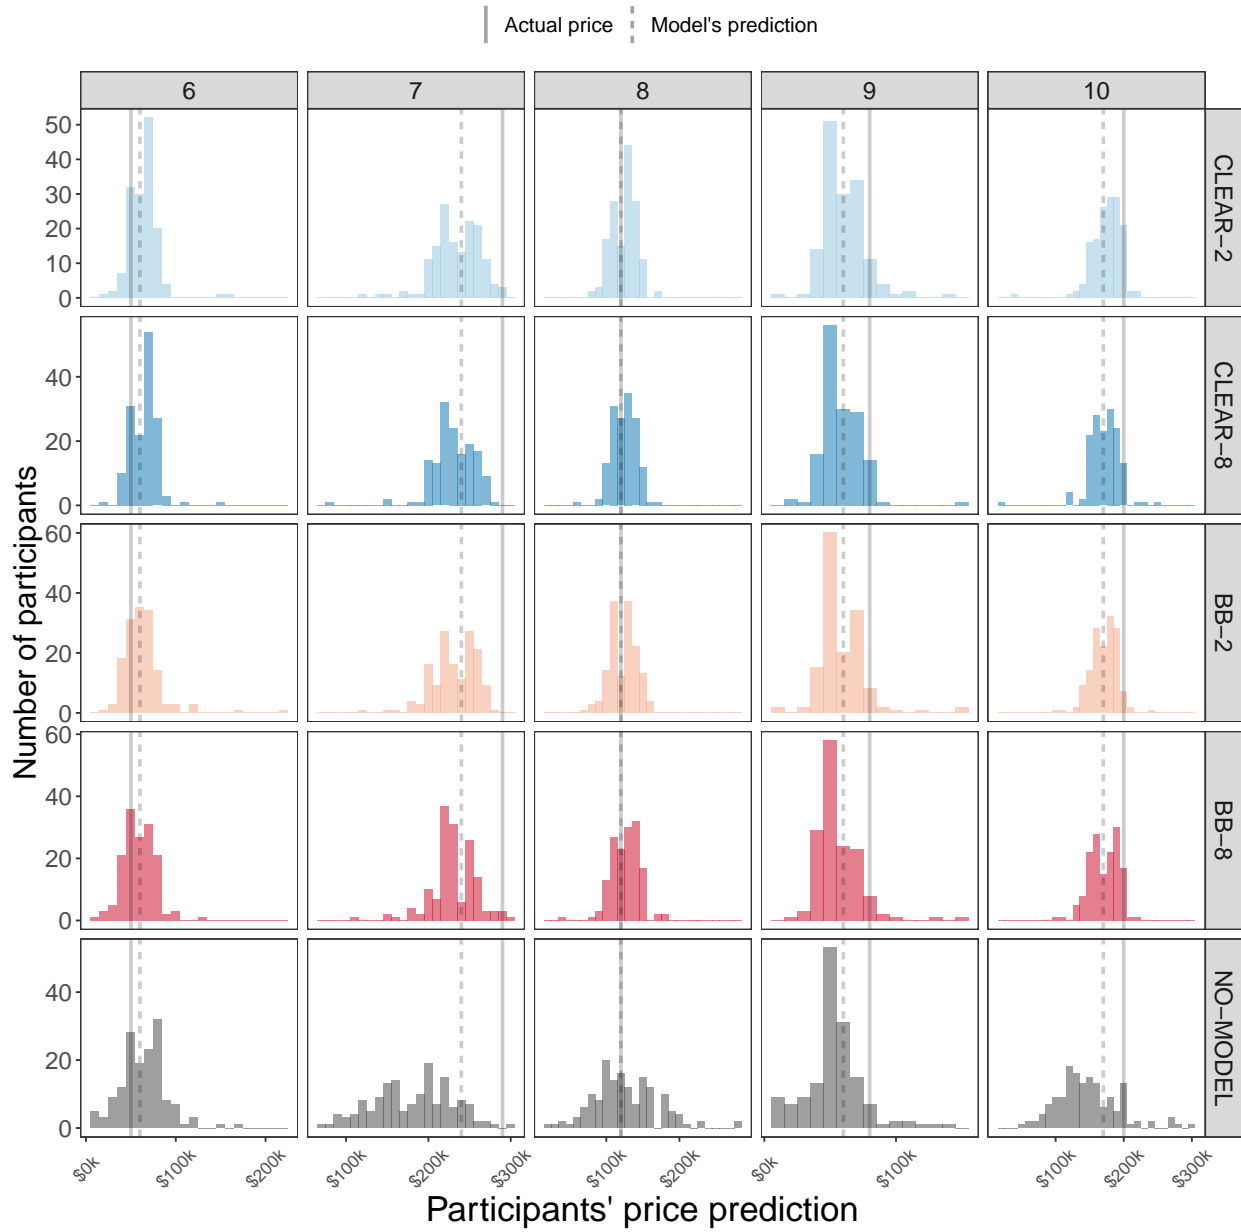 Actual price Model's prediction
6 7 8 9 10
50
40
30
20
10
0
CLEAR−2
40
20
0
CLEAR−8
60
40
20
0
BB−2
60
40
20
0
BB−8
40
20
0
NO−MODEL
Number of participants
$0k $100k $200k $100k $200k $300k $100k $200k $0k $100k $100k $200k $300k
Participants' price prediction